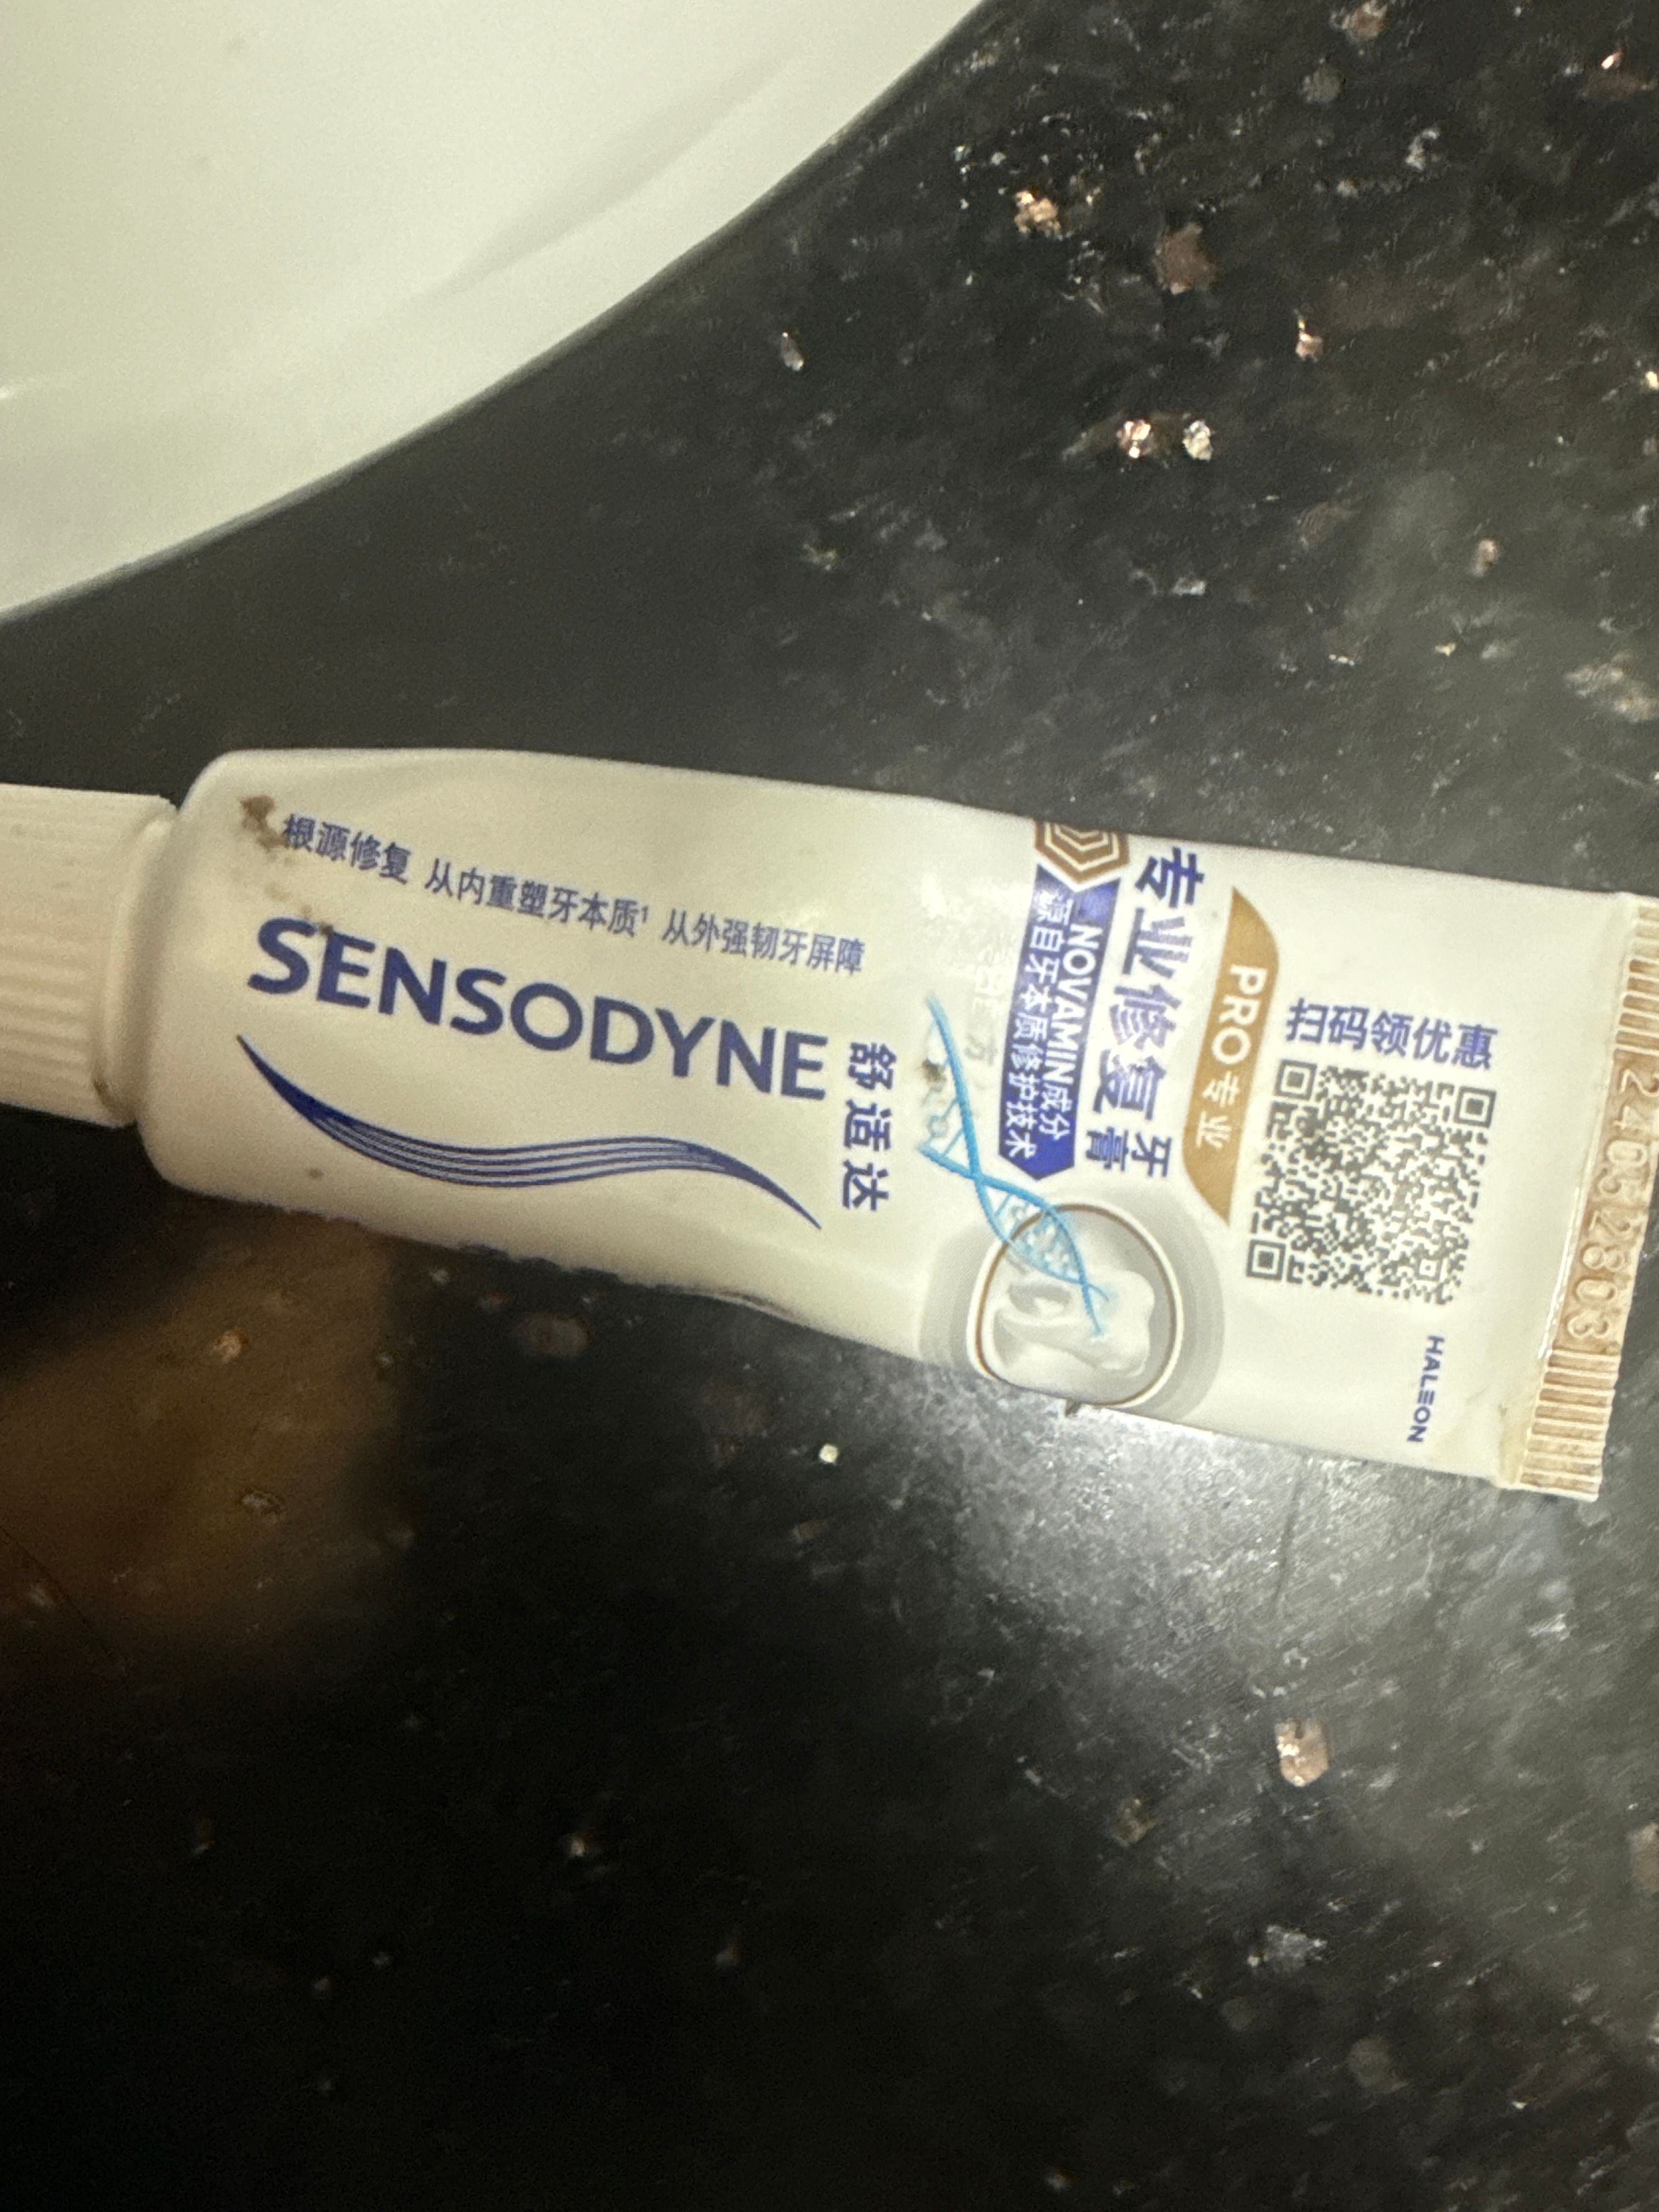 根源修复 从内重塑牙本质¹ 从外强韧牙屏障
SENSODYNE
舒适达
NOVAMIN成分
源自牙本质修护技术
专业修复
牙膏
PRO专业
扫码领优惠
HALEON